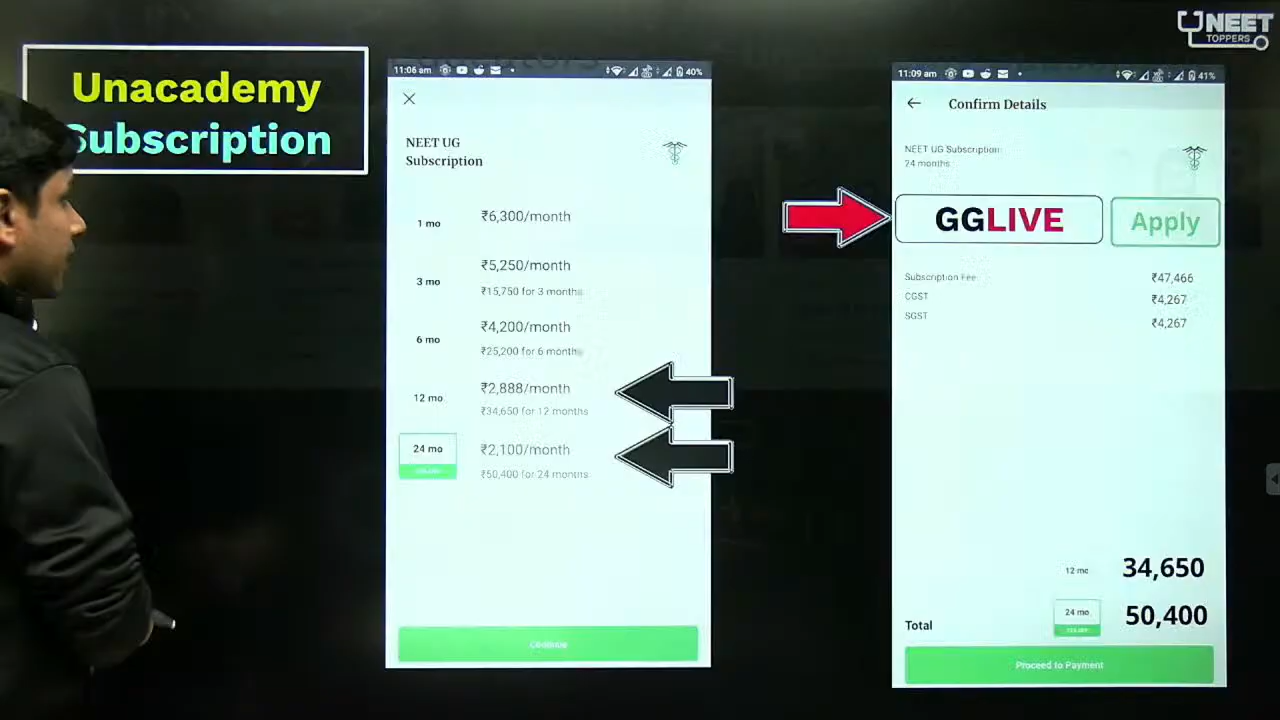 NEET
TOPPERS
Unacademy
Subscription
11:06 am
40%
NEET UG
Subscription
1 mo
₹6,300/month
3 mo
₹5,250/month
₹15,750 for 3 months
6 mo
₹4,200/month
₹25,200 for 6 months
12 mo
₹2,888/month
₹34,650 for 12 months
24 mo
₹2,100/month
₹50,400 for 24 months
Continue
11:09 am
41%
Confirm Details
NEET UG Subscription:
24 months
GGLIVE
Apply
Subscription Fee:
₹47,466
CGST
₹4,267
SGST
₹4,267
12 mo
34,650
Total
24 mo
50,400
Proceed to Payment